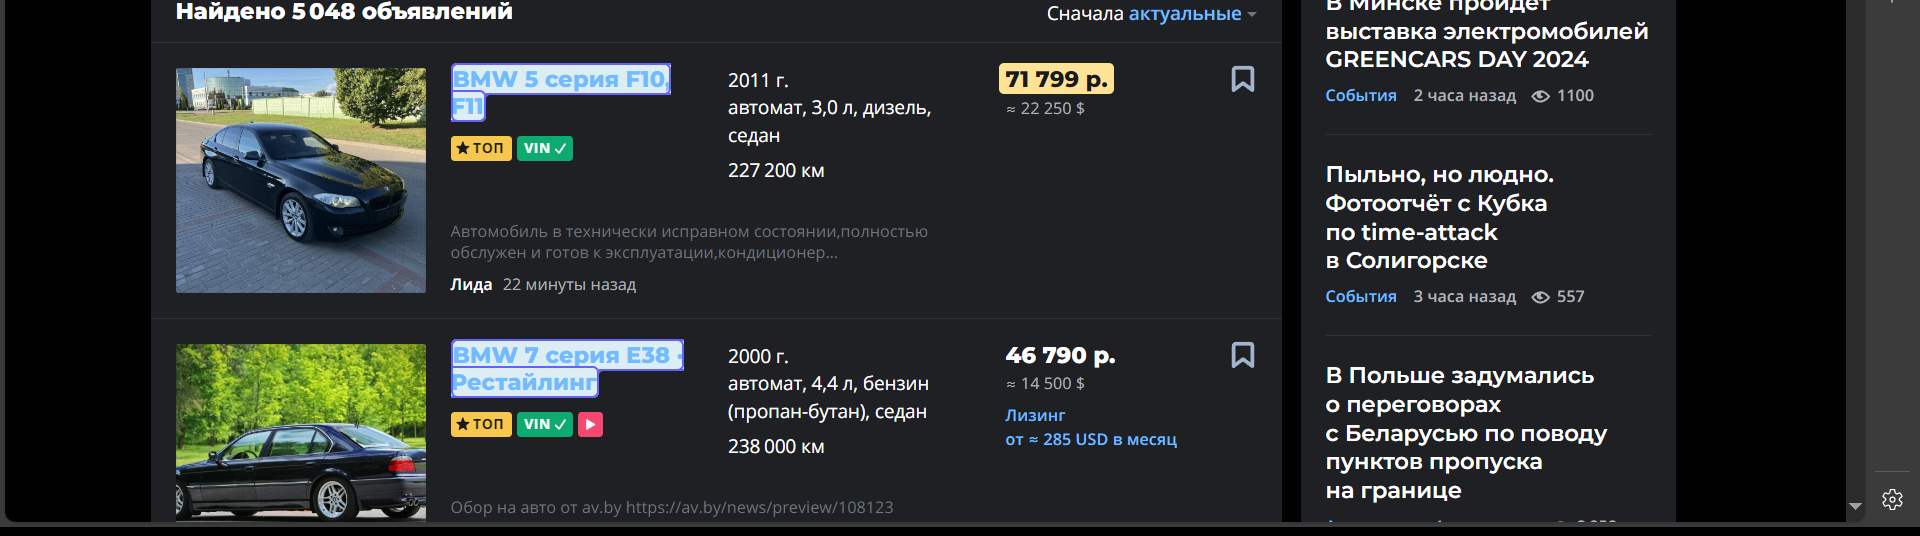 Найдено 5 048 объявлений
Сначала актуальные
BMW 5 серия F10,
F11
ТОП
VIN
2011 г.
автомат, 3,0 л, дизель,
седан
227 200 км
71 799 р.
≈ 22 250 $
Автомобиль в технически исправном состоянии,полностью
обслужен и готов к эксплуатации,кондиционер...
Лида 22 минуты назад
BMW 7 серия E38 ·
Рестайлинг
ТОП
VIN
2000 г.
автомат, 4,4 л, бензин
(пропан-бутан), седан
238 000 км
46 790 р.
≈ 14 500 $
Лизинг
от ≈ 285 USD в месяц
Обзор на авто от av.by https://av.by/news/preview/108123
В Минске пройдет
выставка электромобилей
GREENCARS DAY 2024
События 2 часа назад 1100
Пыльно, но людно.
Фотоотчёт с Кубка
по time-attack
в Солигорске
События 3 часа назад 557
В Польше задумались
о переговорах
с Беларусью по поводу
пунктов пропуска
на границе